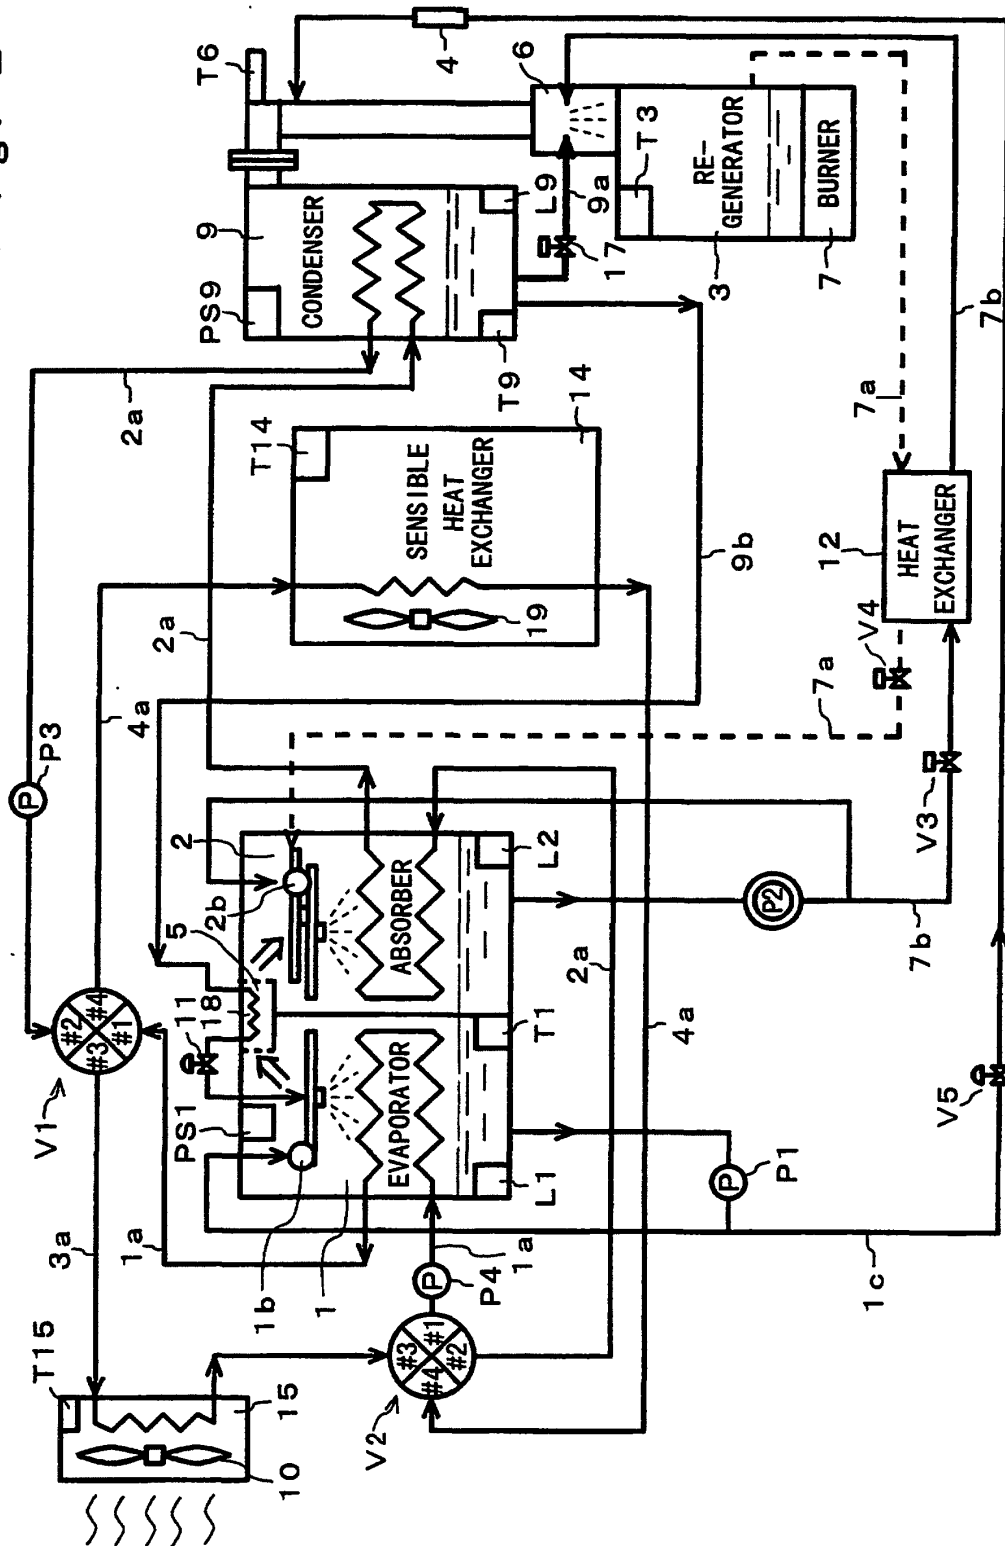 10
15
T15
V2
3a
V1
P3
2a
1b
1a
PS1
11
18
5
2b
2
4a
2a
T14
PS9
9
T6
#3
#4
#1
#2
#2
#4
#3
#1
P
1
P4
P
1a
EVAPORATOR
ABSORBER
SENSIBLE
HEAT
EXCHANGER
CONDENSER
4
L1
T1
L2
19
14
T9
L9
6
P1
P
4a
2a
P2
9b
17
9a
T3
3
RE-
GENERATOR
7
BURNER
1c
V5
7b
V3
7a
V4
12
HEAT
EXCHANGER
7a
7b